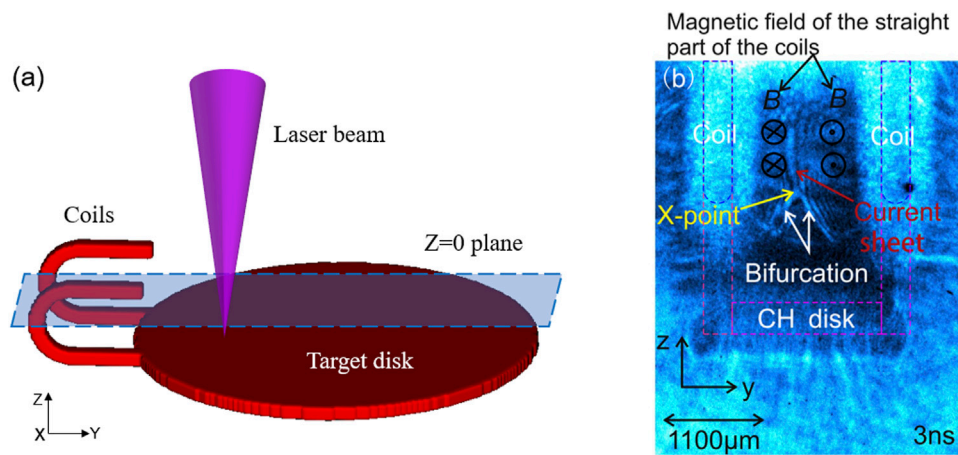 (a)
Laser beam
Coils
Z=0 plane
Target disk
Z
X
Y
Magnetic field of the straight
part of the coils
(b)
B B
Coil Coil
X-point
Current
sheet
Bifurcation
CH disk
z
y
1100μm
3ns